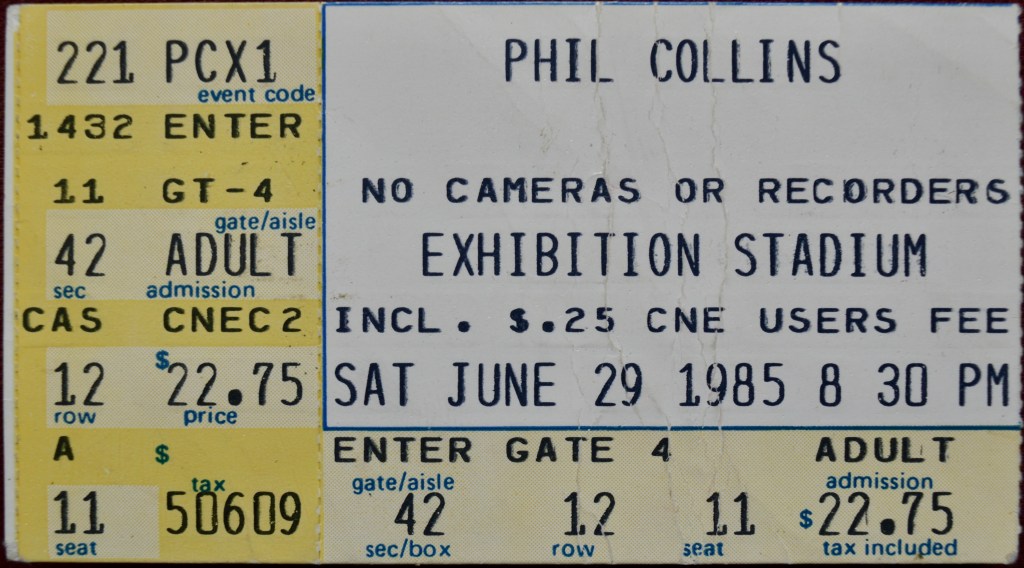 221 PCX1
event code
1432 ENTER
11 GT-4
gate/aisle
42 ADULT
sec admission
CAS CNEC2
12 $22.75
row price
A $
tax
11 50609
seat
PHIL COLLINS
NO CAMERAS OR RECORDERS
EXHIBITION STADIUM
INCL. $.25 CNE USERS FEE
SAT JUNE 29 1985 8 30 PM
ENTER GATE 4 ADULT
gate/aisle admission
42 12 11 $22.75
sec/box row seat tax included